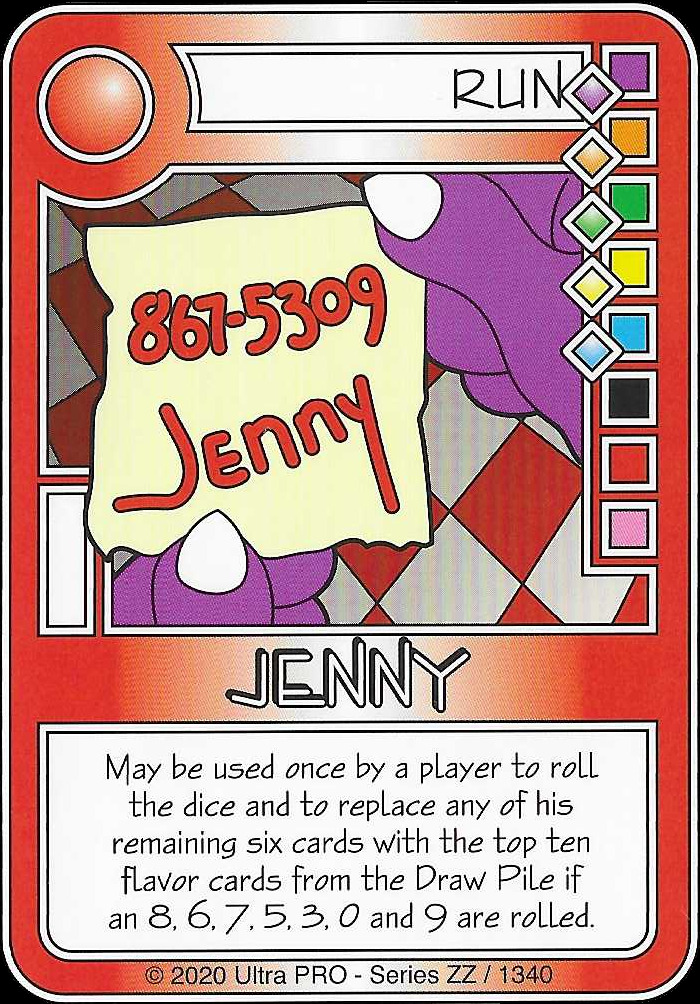 RUN
867-5309
Jenny
JENNY
May be used once by a player to roll
the dice and to replace any of his
remaining six cards with the top ten
flavor cards from the Draw Pile if
an 8, 6, 7, 5, 3, 0 and 9 are rolled.
© 2020 Ultra PRO - Series ZZ / 1340